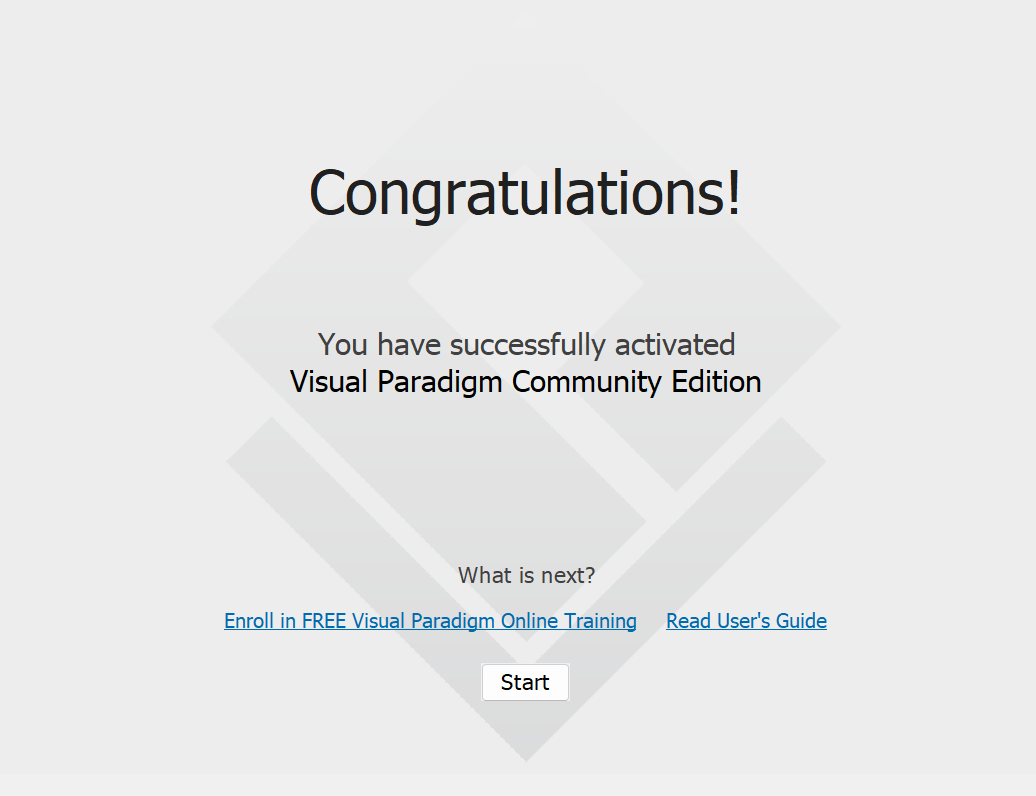 Congratulations!
You have successfully activated
Visual Paradigm Community Edition
What is next?
Enroll in FREE Visual Paradigm Online Training Read User's Guide
Start